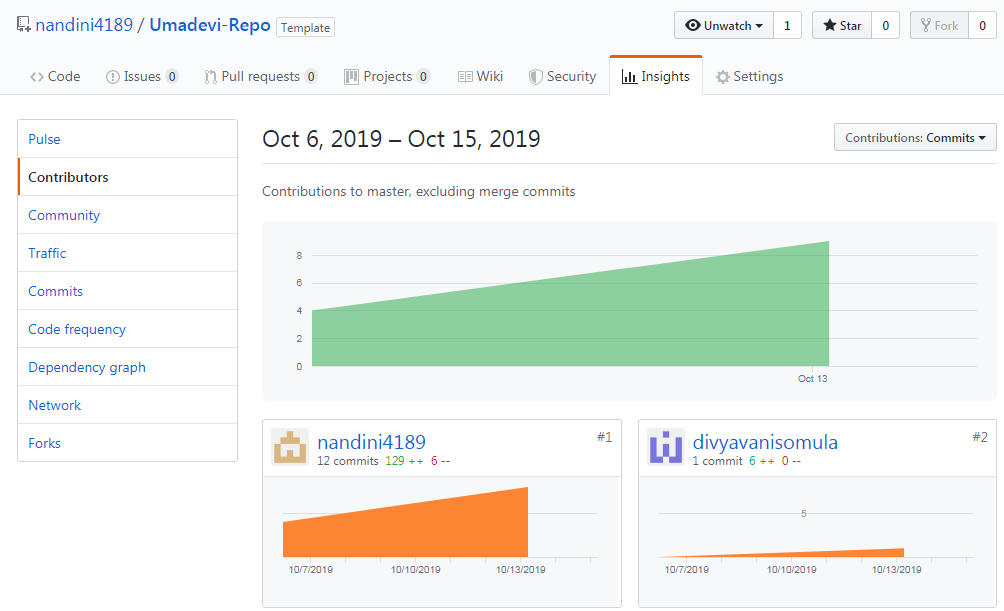 nandini4189 / Umadevi-Repo Template Unwatch 1 Star 0 Fork 0
Code Issues 0 Pull requests 0 Projects 0 Wiki Security Insights Settings
Pulse
Contributors
Community
Traffic
Commits
Code frequency
Dependency graph
Network
Forks
Oct 6, 2019 – Oct 15, 2019 Contributions: Commits
Contributions to master, excluding merge commits
8
6
4
2
0
Oct 13
nandini4189 #1
12 commits 129 ++ 6 --
10/7/2019 10/10/2019 10/13/2019
divyavanisomula #2
1 commit 6 ++ 0 --
5
10/7/2019 10/10/2019 10/13/2019